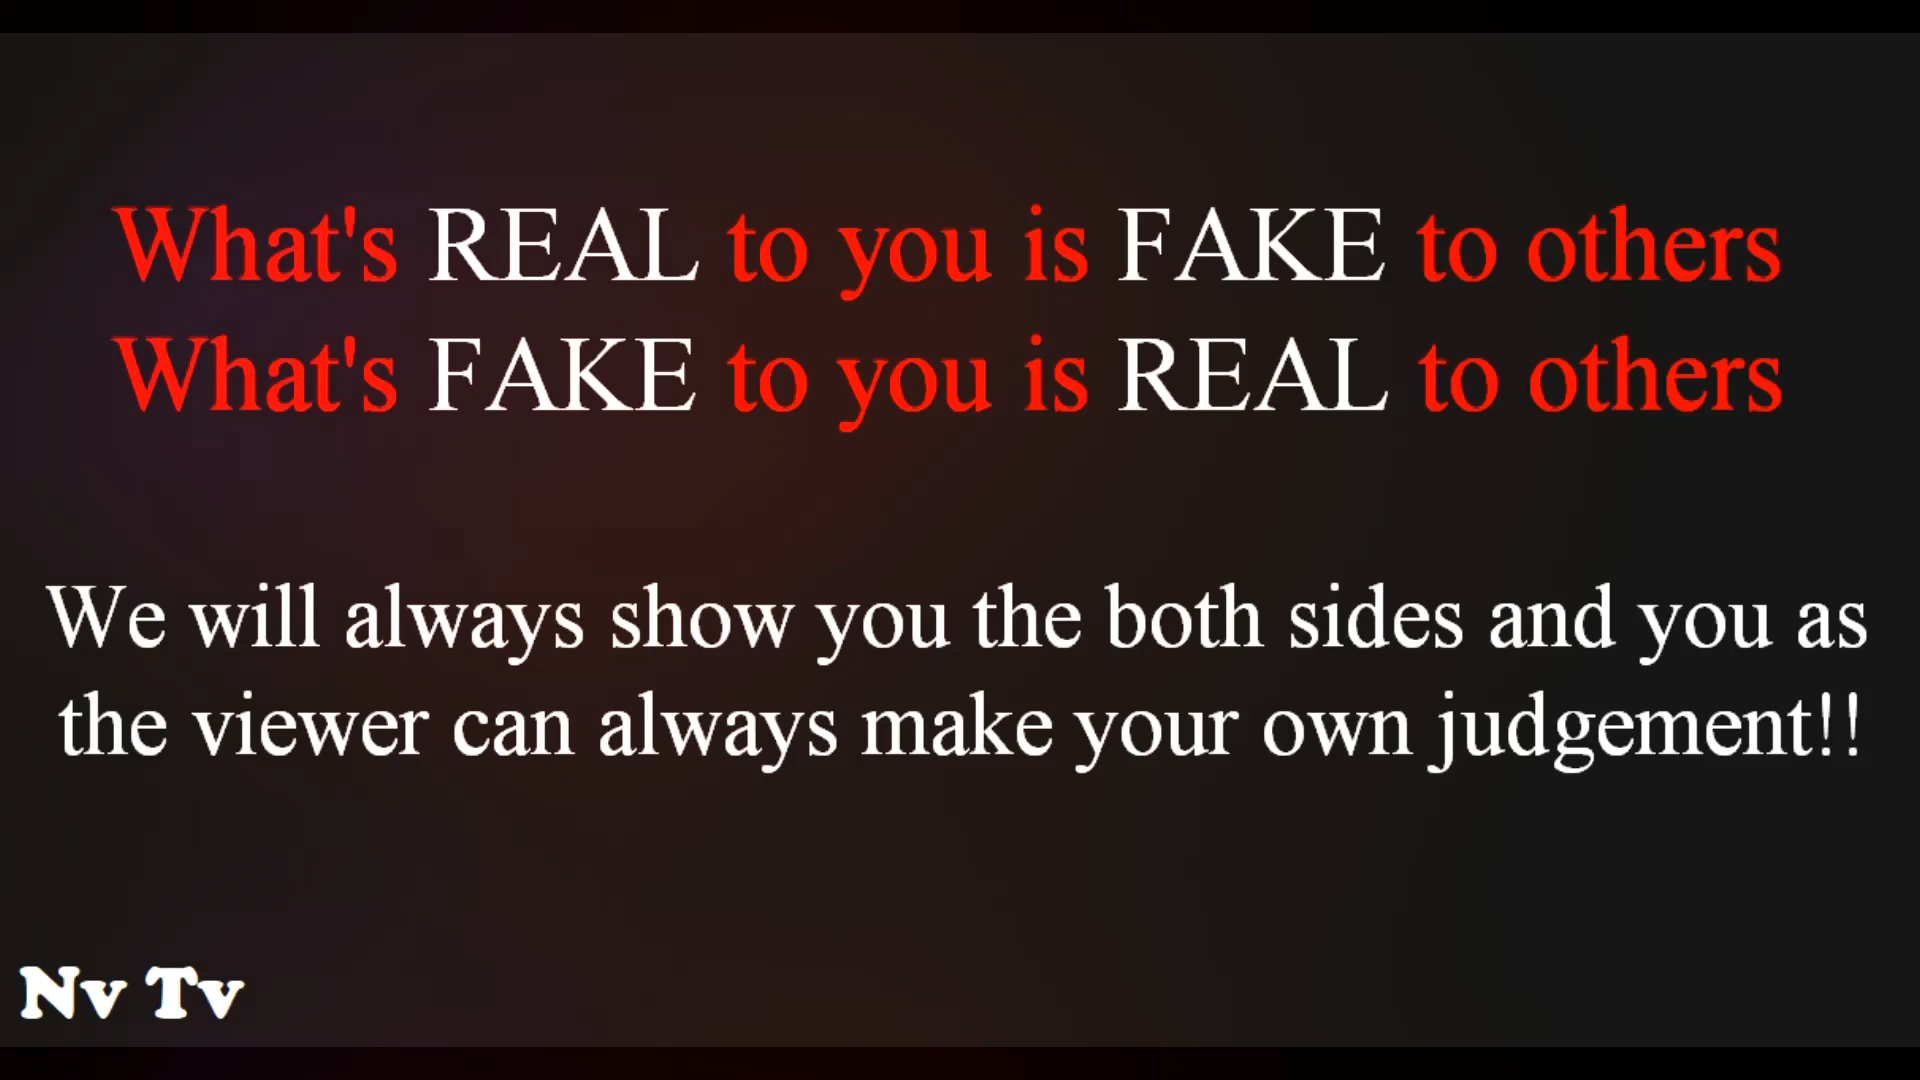 What's REAL to you is FAKE to others
What's FAKE to you is REAL to others
We will always show you the both sides and you as
the viewer can always make your own judgement!!
Nv Tv